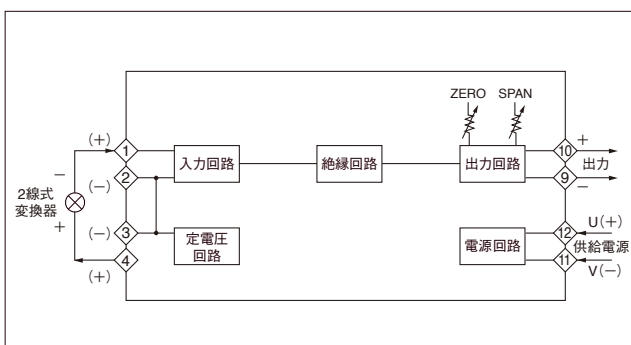 ZERO SPAN
(+) 1 10 +
入力回路 絶縁回路 出力回路 出力
− (−) 2 9 −
2線式
変換器
+ (−) 3 12 U(+)
定電圧
回路
電源回路 供給電源
4 (+) 11 V(−)